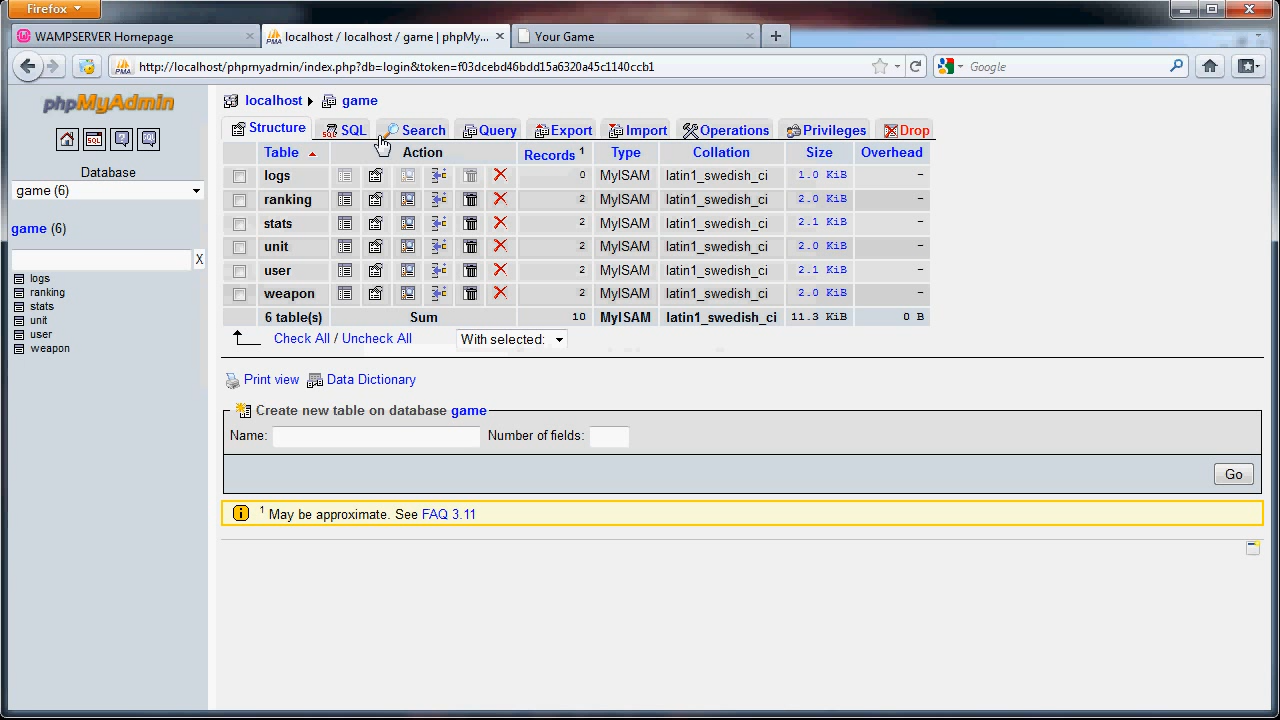 Firefox
WAMPSERVER Homepage
PMA localhost / localhost / game | phpMy...
Your Game
PMA http://localhost/phpmyadmin/index.php?db=login&token=f03dcebd46bdd15a6320a45c1140ccb1
Google
phpMyAdmin
SQL
Database
game (6)
game (6)
X
logs
ranking
stats
unit
user
weapon
localhost game
Structure SQL Search Query Export Import Operations Privileges Drop
Table Action Records 1 Type Collation Size Overhead
logs 0 MyISAM latin1_swedish_ci 1.0 KiB -
ranking 2 MyISAM latin1_swedish_ci 2.0 KiB -
stats 2 MyISAM latin1_swedish_ci 2.1 KiB -
unit 2 MyISAM latin1_swedish_ci 2.0 KiB -
user 2 MyISAM latin1_swedish_ci 2.1 KiB -
weapon 2 MyISAM latin1_swedish_ci 2.0 KiB -
6 table(s) Sum 10 MyISAM latin1_swedish_ci 11.3 KiB 0 B
Check All / Uncheck All With selected:
Print view Data Dictionary
Create new table on database game
Name: Number of fields:
Go
1 May be approximate. See FAQ 3.11